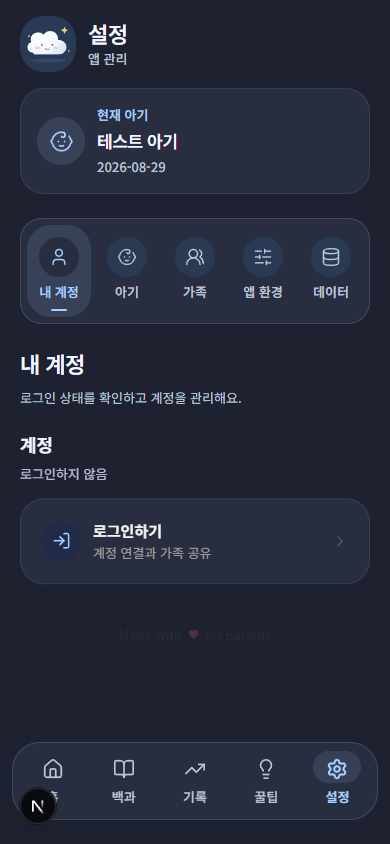 설정
앱 관리
현재 아기
테스트 아기
2026-08-29
내 계정
아기
가족
앱 환경
데이터
내 계정
로그인 상태를 확인하고 계정을 관리해요.
계정
로그인하지 않음
로그인하기
계정 연결과 가족 공유
Made with ♥ for parents
백과
기록
꿀팁
설정
N